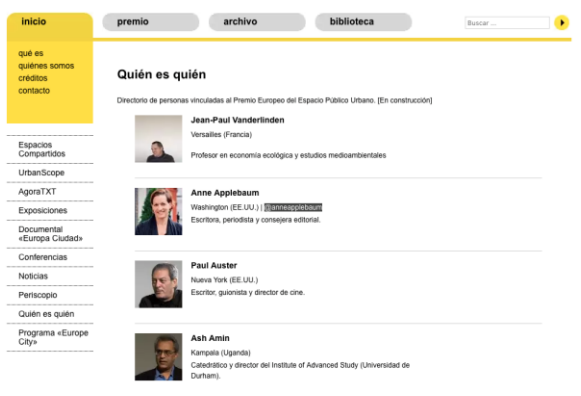 inicio
premio
archivo
biblioteca
Buscar ...
qué es
quiénes somos
créditos
contacto
Espacios
Compartidos
UrbanScope
AgoraTXT
Exposiciones
Documental
«Europa Ciudad»
Conferencias
Noticias
Periscopio
Quién es quién
Programa «Europe
City»
Quién es quién
Directorio de personas vinculadas al Premio Europeo del Espacio Público Urbano. [En construcción]
Jean-Paul Vanderlinden
Versailles (Francia)
Profesor en economía ecológica y estudios medioambientales
Anne Applebaum
Washington (EE.UU.) | @anneapplebaum
Escritora, periodista y consejera editorial.
Paul Auster
Nueva York (EE.UU.)
Escritor, guionista y director de cine.
Ash Amin
Kampala (Uganda)
Catedrático y director del Institute of Advanced Study (Universidad de
Durham).